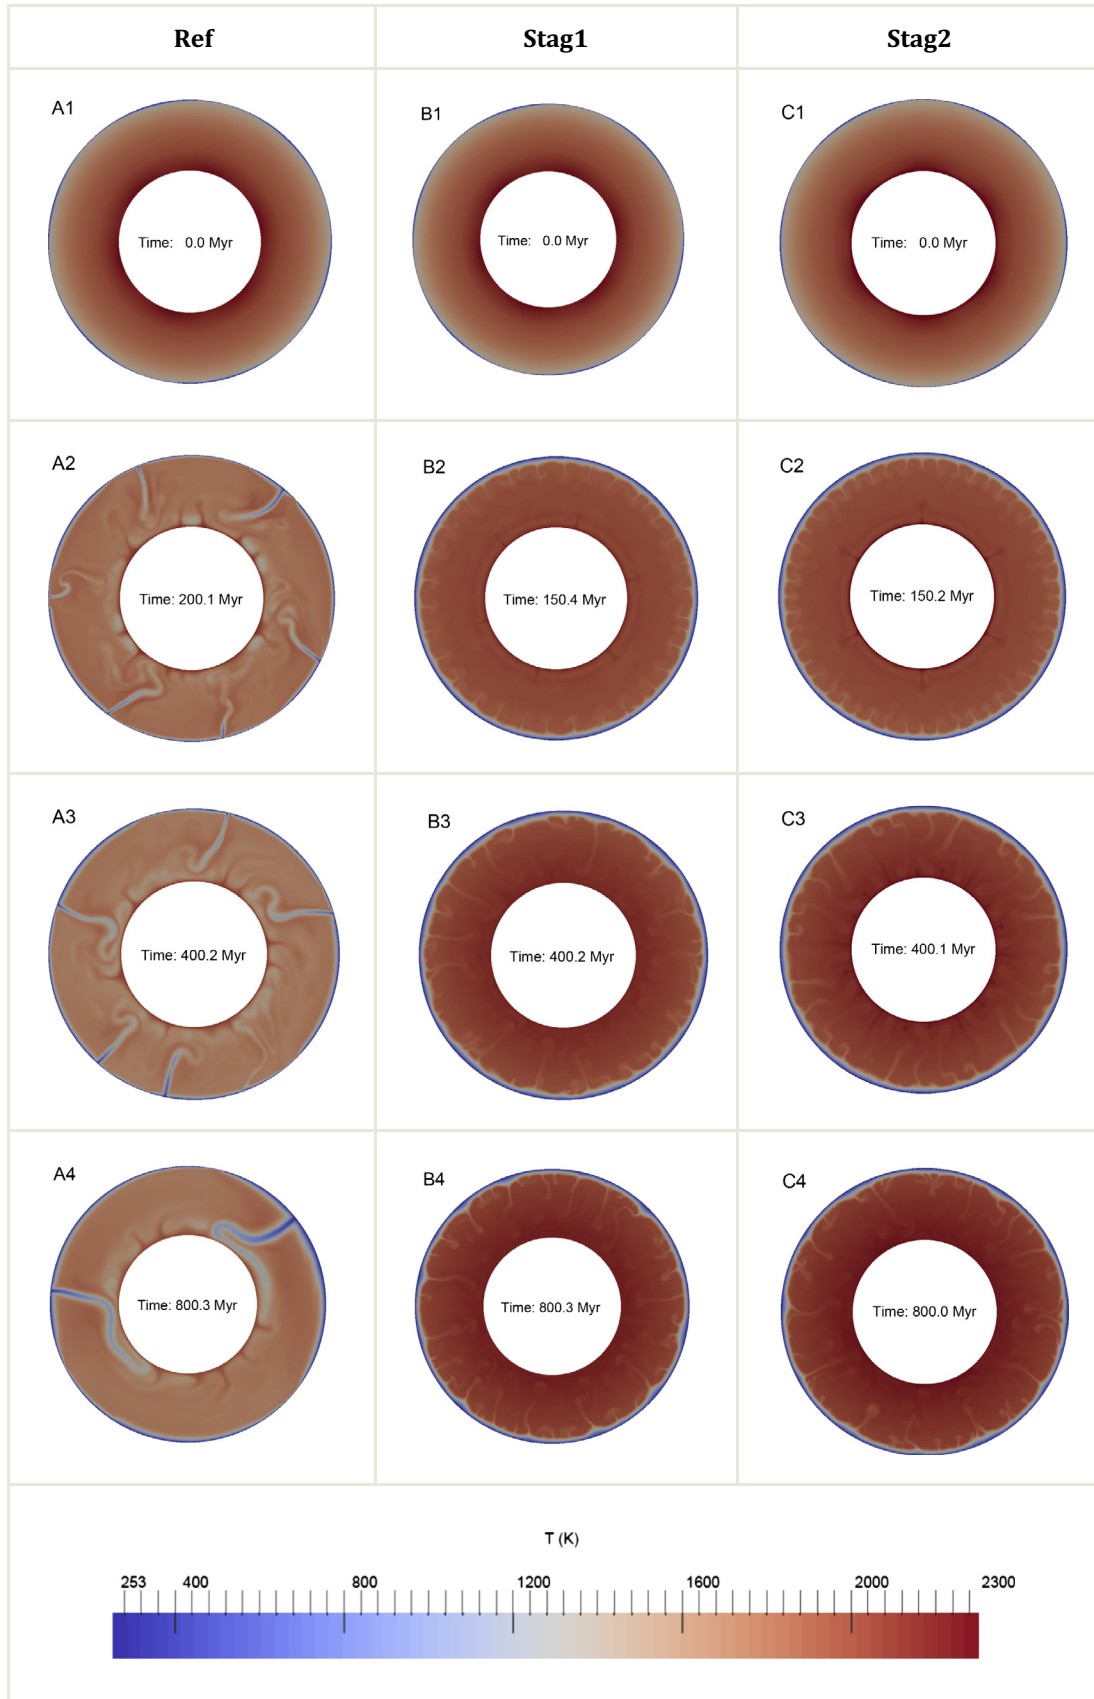 Ref Stag1 Stag2
A1 B1 C1
Time: 0.0 Myr Time: 0.0 Myr Time: 0.0 Myr
A2 B2 C2
Time: 200.1 Myr Time: 150.4 Myr Time: 150.2 Myr
A3 B3 C3
Time: 400.2 Myr Time: 400.2 Myr Time: 400.1 Myr
A4 B4 C4
Time: 800.3 Myr Time: 800.3 Myr Time: 800.0 Myr
T (K)
253 400 800 1200 1600 2000 2300